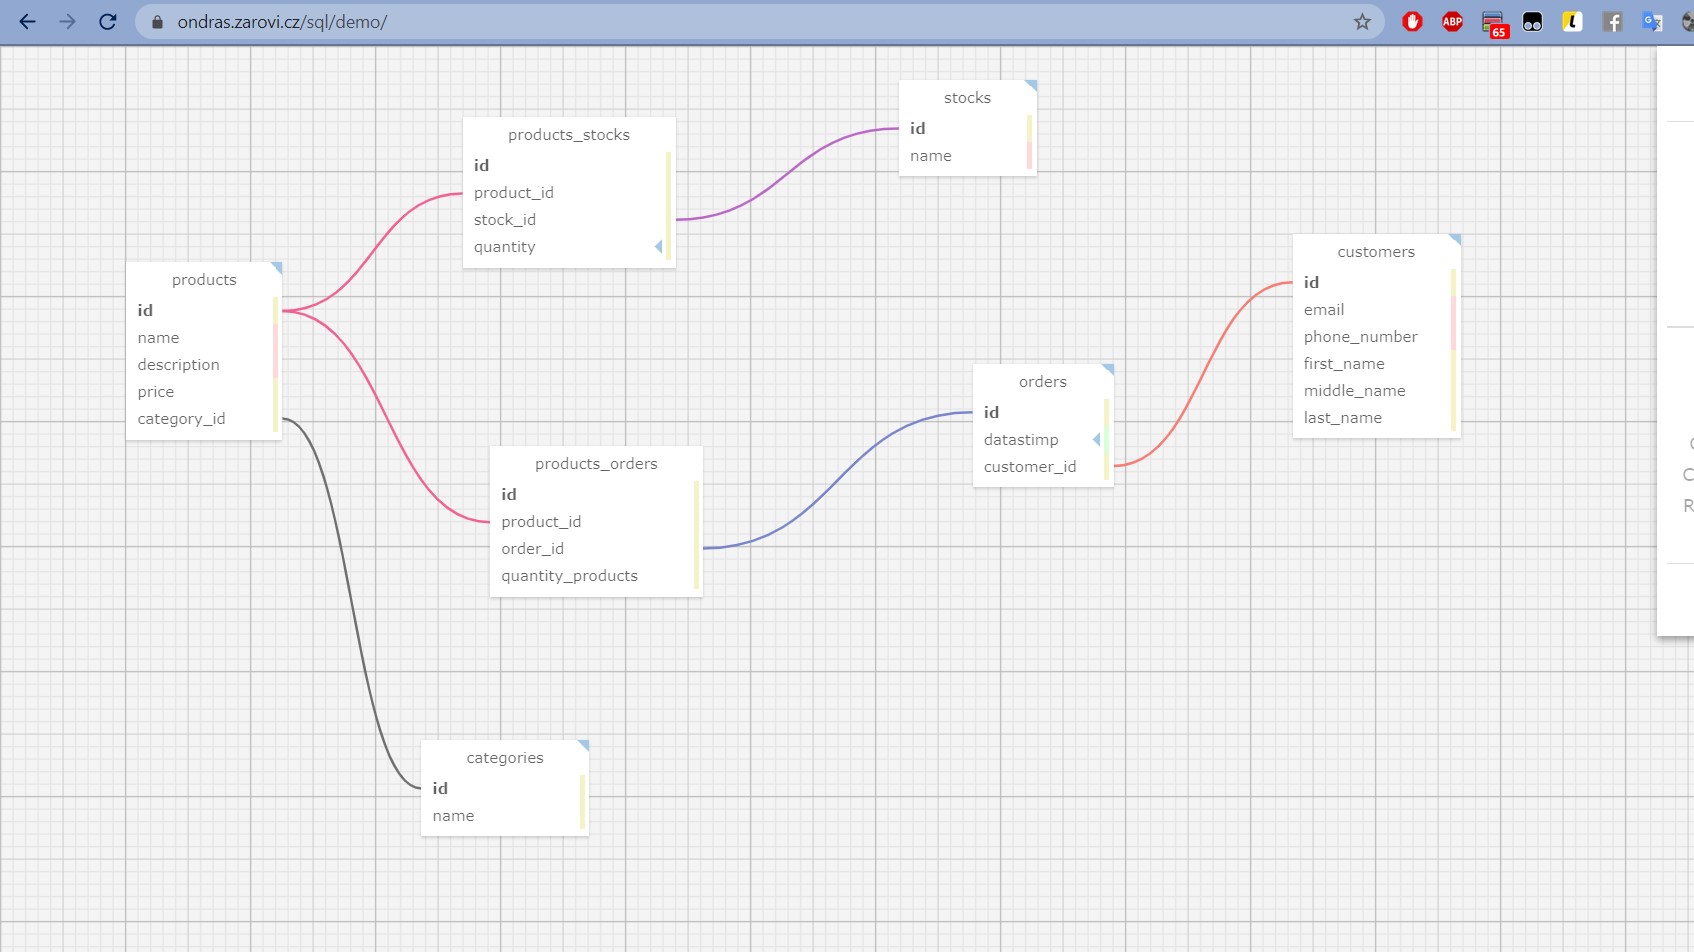 ondras.zarovi.cz/sql/demo/
ABP
65
stocks
id
name
products_stocks
id
product_id
stock_id
quantity
customers
id
email
phone_number
first_name
middle_name
last_name
products
id
name
description
price
category_id
orders
id
datastimp
customer_id
products_orders
id
product_id
order_id
quantity_products
categories
id
name